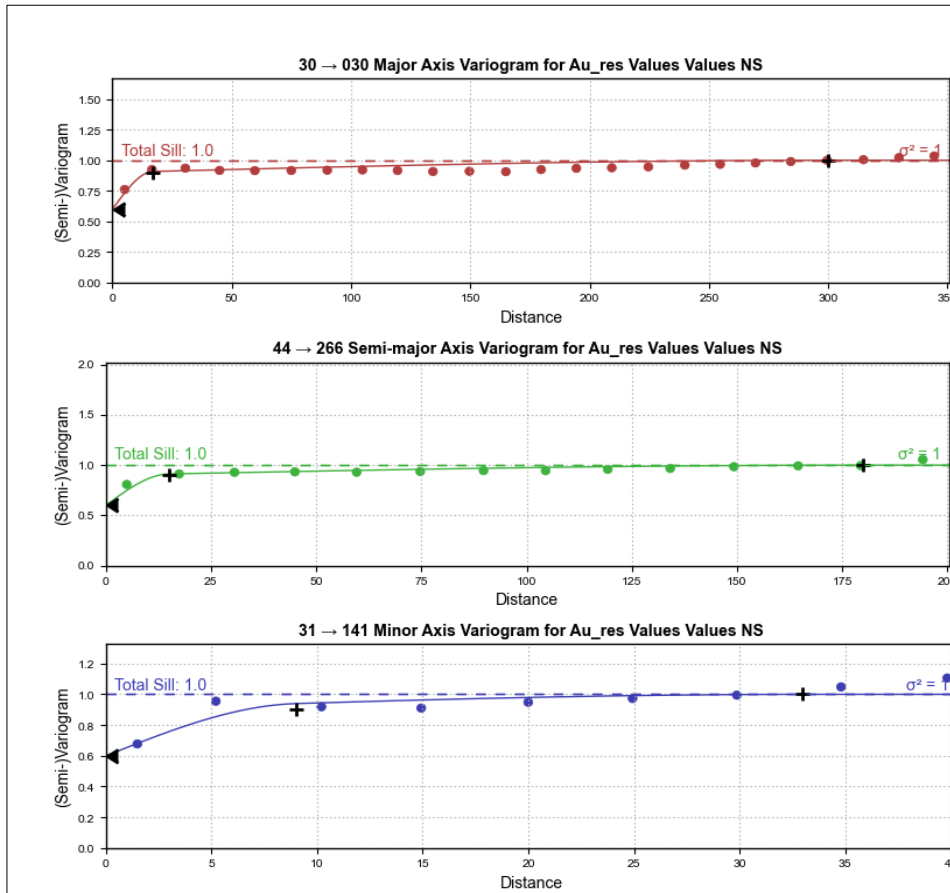 30 → 030 Major Axis Variogram for Au_res Values Values NS
(Semi-)Variogram
1.50
1.25
1.00
0.75
0.50
0.25
0.00
Total Sill: 1.0
σ² = 1
0 50 100 150 200 250 300 35
Distance
44 → 266 Semi-major Axis Variogram for Au_res Values Values NS
(Semi-)Variogram
2.0
1.5
1.0
0.5
0.0
Total Sill: 1.0
σ² = 1
0 25 50 75 100 125 150 175 20
Distance
31 → 141 Minor Axis Variogram for Au_res Values Values NS
(Semi-)Variogram
1.2
1.0
0.8
0.6
0.4
0.2
0.0
Total Sill: 1.0
σ² = 1
0 5 10 15 20 25 30 35 4
Distance